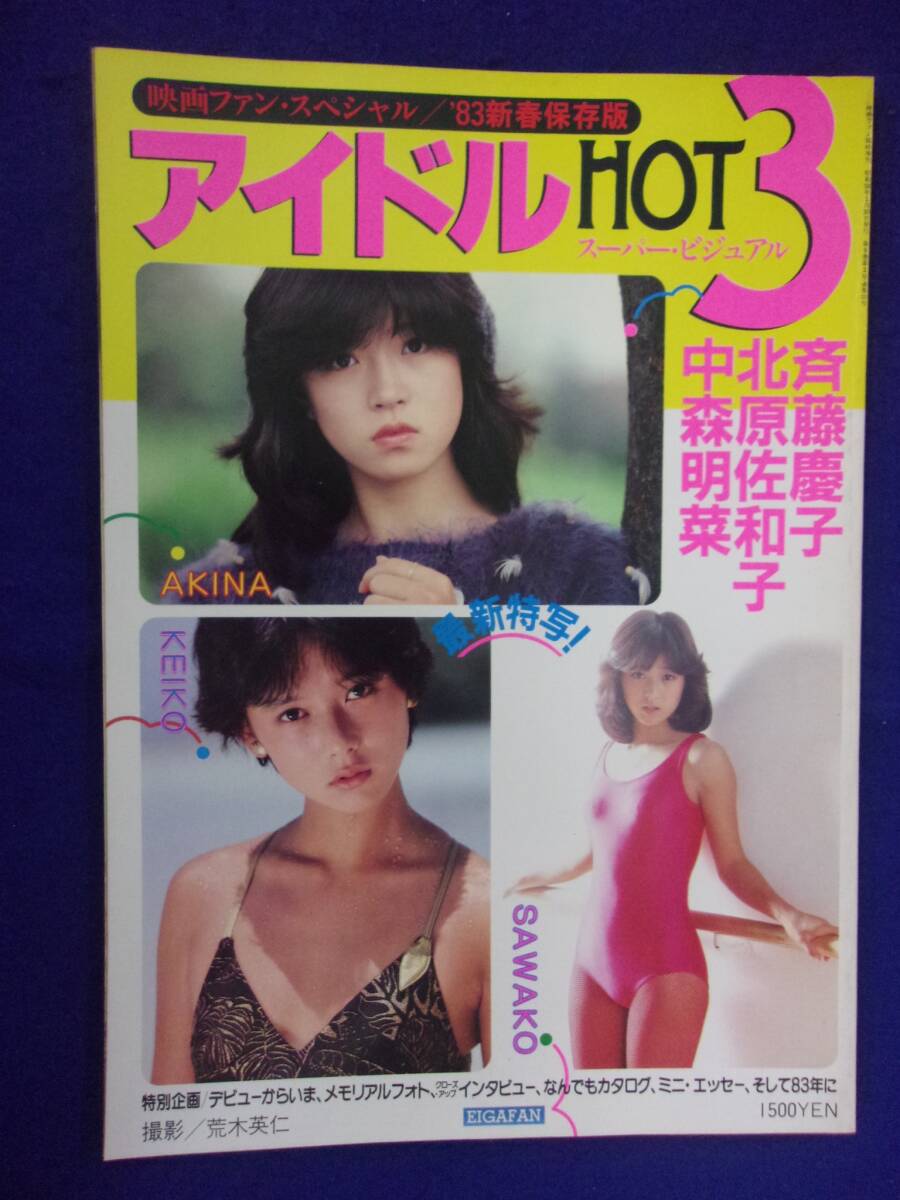 映画ファン・スペシャル/'83新春保存版
アイドルHOT3
スーパー・ビジュアル
斉藤慶子
北原佐和子
中森明菜
AKINA
最新特写!
KEIKO
SAWAKO
特別企画/デビューからいま、メモリアルフォト、クローズ・アップインタビュー、なんでもカタログ、ミニ・エッセー、そして83年に
撮影/荒木英仁
EIGAFAN
1500YEN